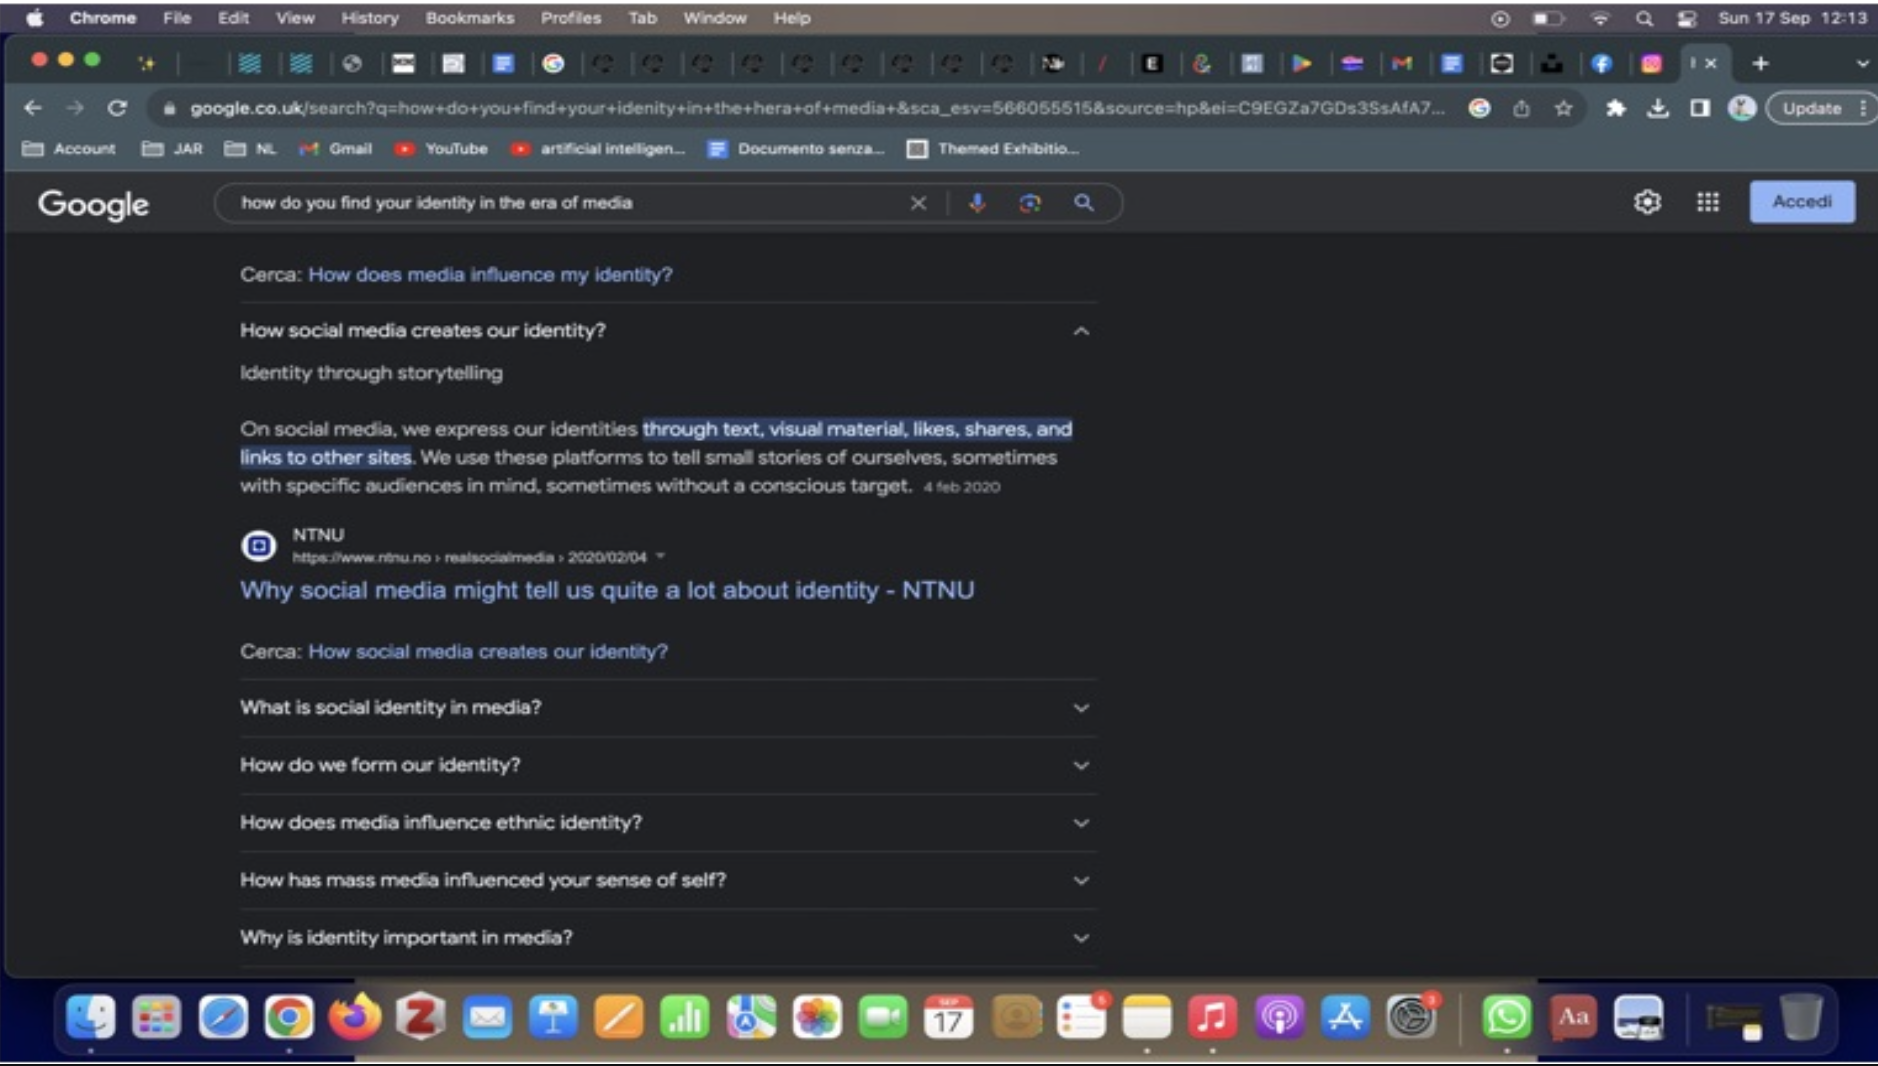 Chrome File Edit View History Bookmarks Profiles Tab Window Help Sun 17 Sep 12:13
google.co.uk/search?q=how+do+you+find+your+idenity+in+the+hera+of+media+&sca_esv=566055515&source=hp&ei=C9EGZa7GDs3SsAfA7... Update
Account JAR NL Gmail YouTube artificial intelligen... Documento senza... Themed Exhibitio...
Google how do you find your identity in the era of media Accedi
Cerca: How does media influence my identity?
How social media creates our identity?
Identity through storytelling
On social media, we express our identities through text, visual material, likes, shares, and
links to other sites. We use these platforms to tell small stories of ourselves, sometimes
with specific audiences in mind, sometimes without a conscious target. 4 feb 2020
NTNU
https://www.ntnu.no › realsocialmedia › 2020/02/04
Why social media might tell us quite a lot about identity - NTNU
Cerca: How social media creates our identity?
What is social identity in media?
How do we form our identity?
How does media influence ethnic identity?
How has mass media influenced your sense of self?
Why is identity important in media?
SEP
17
Z
Aa